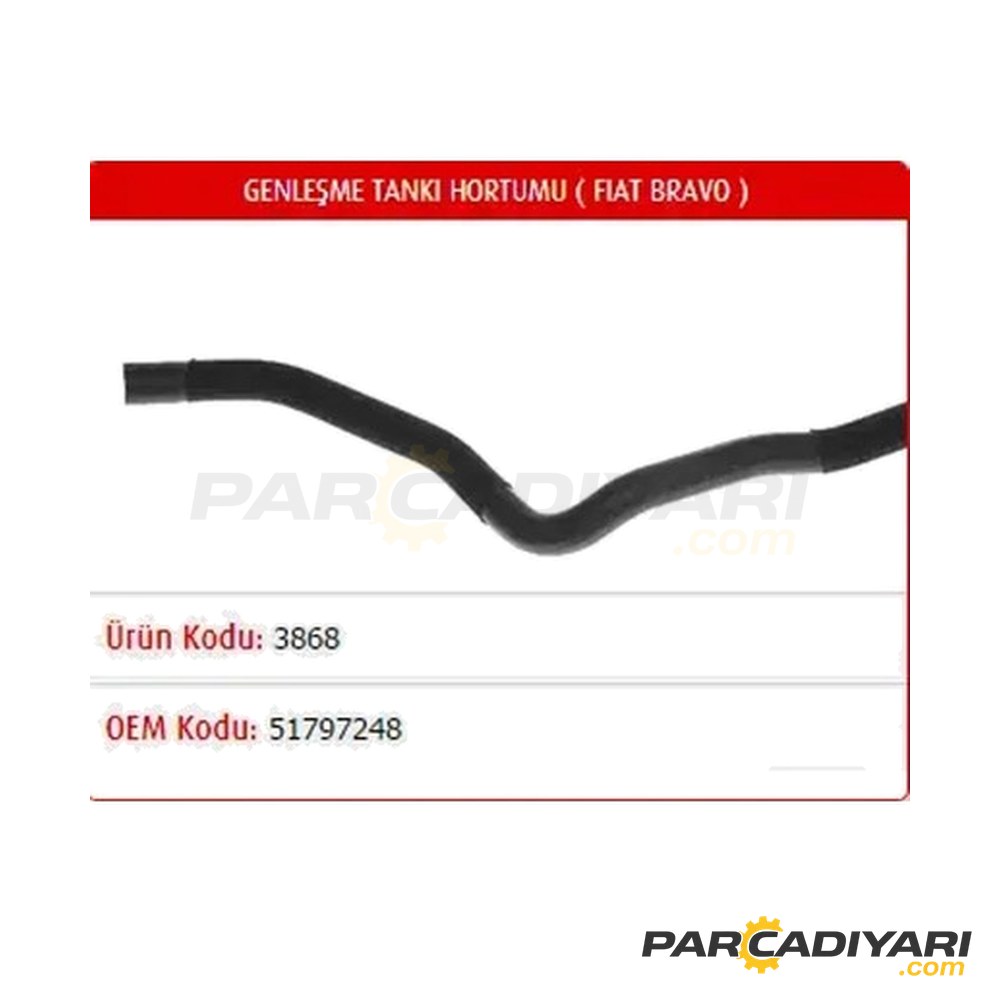 GENLEŞME TANKI HORTUMU ( FIAT BRAVO )
PARCADIYARI
.com
Ürün Kodu: 3868
OEM Kodu: 51797248
PARCADIYARI
.com